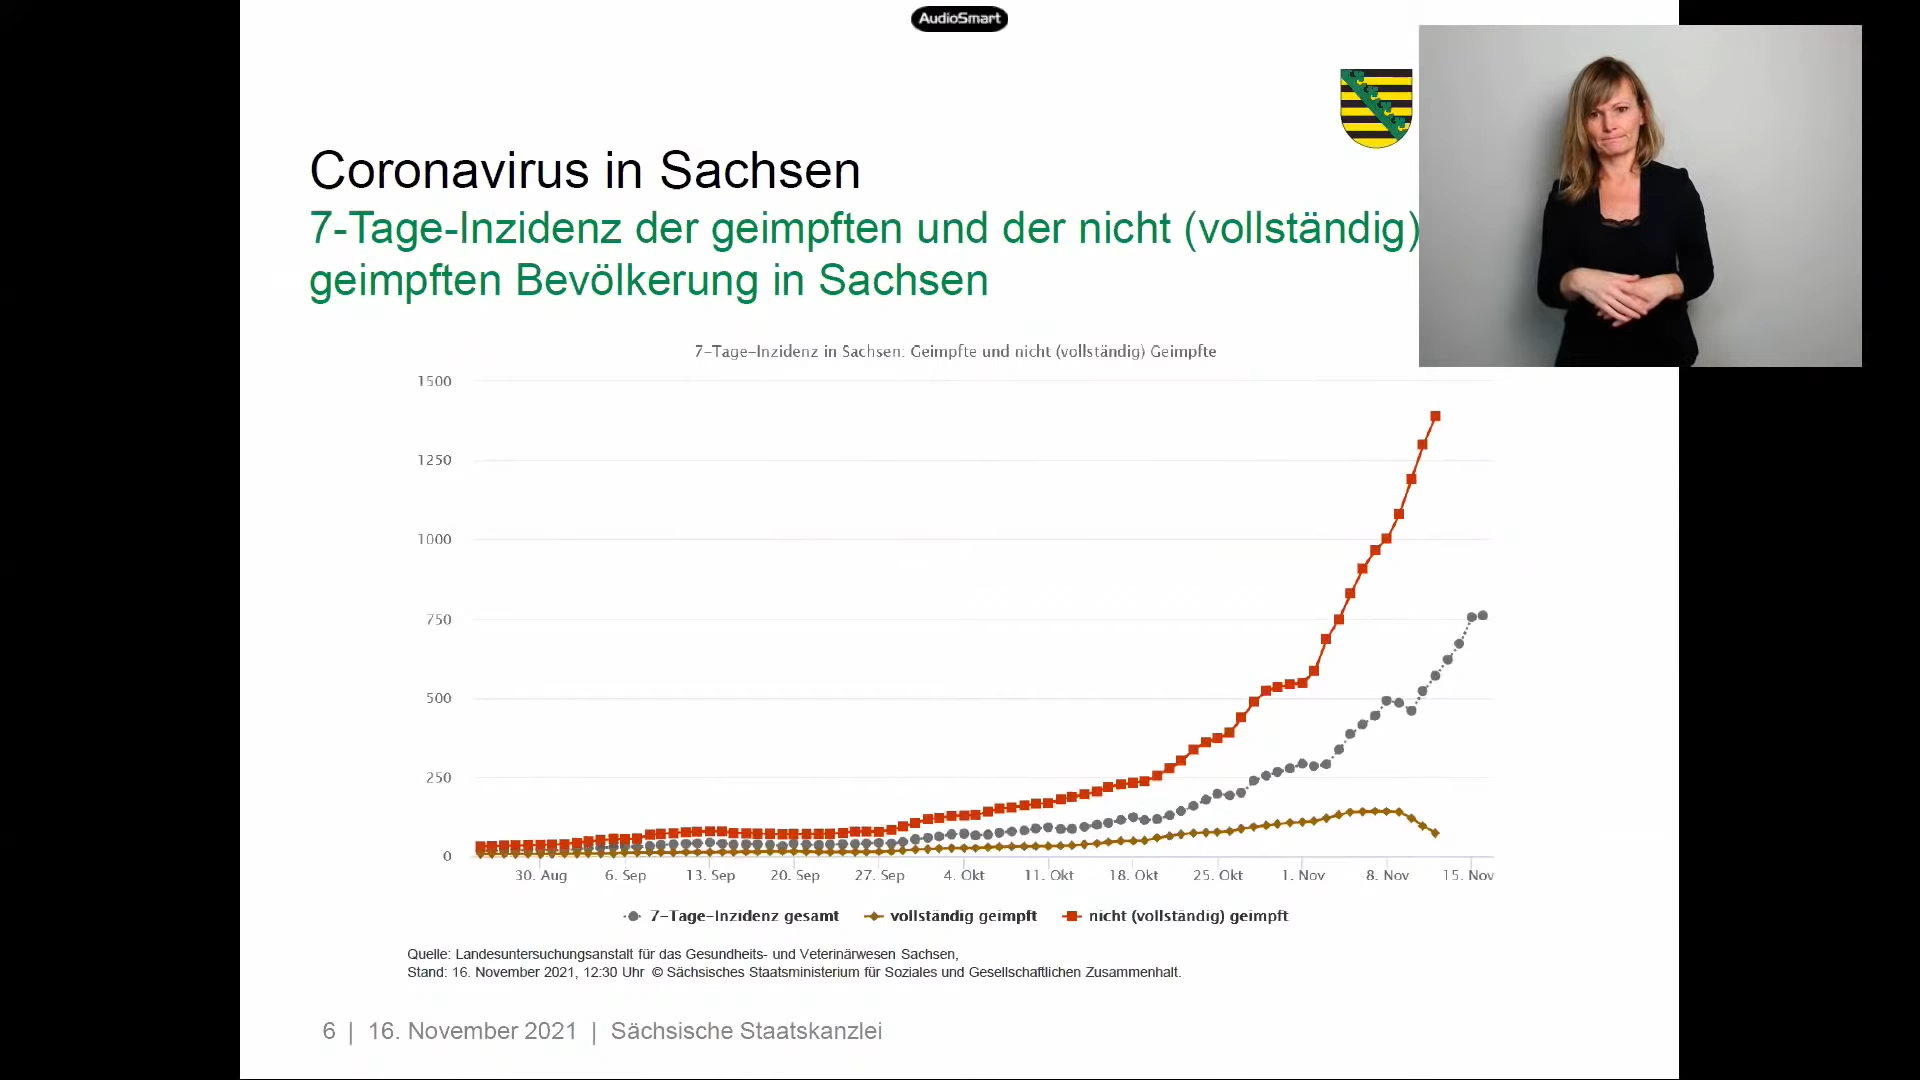 AudioSmart
Coronavirus in Sachsen
7-Tage-Inzidenz der geimpften und der nicht (vollständig)
geimpften Bevölkerung in Sachsen
7-Tage-Inzidenz in Sachsen: Geimpfte und nicht (vollständig) Geimpfte
1500
1250
1000
750
500
250
0
30. Aug 6. Sep 13. Sep 20. Sep 27. Sep 4. Okt 11. Okt 18. Okt 25. Okt 1. Nov 8. Nov 15. Nov
7-Tage-Inzidenz gesamt vollständig geimpft nicht (vollständig) geimpft
Quelle: Landesuntersuchungsanstalt für das Gesundheits- und Veterinärwesen Sachsen,
Stand: 16. November 2021, 12:30 Uhr © Sächsisches Staatsministerium für Soziales und Gesellschaftlichen Zusammenhalt.
6 | 16. November 2021 | Sächsische Staatskanzlei